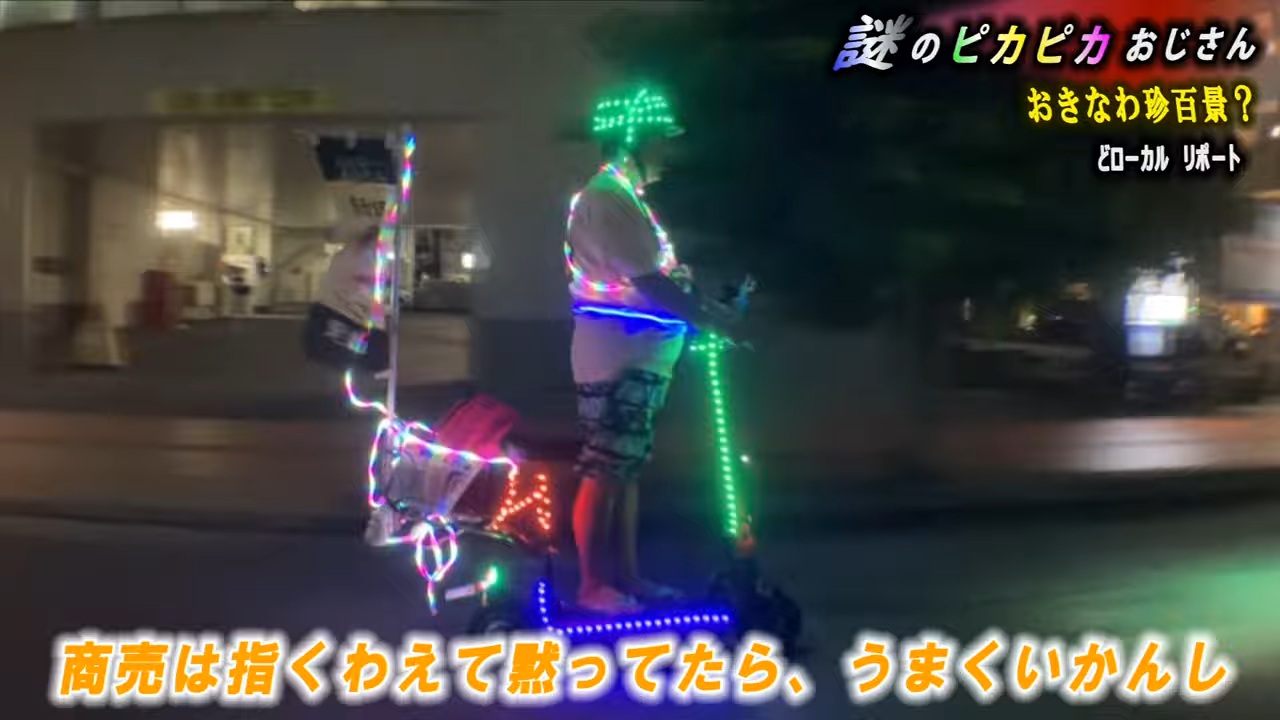 謎のピカピカおじさん
おきなわ珍百景?
どローカル リポート
商売は指くわえて黙ってたら、うまくいかんし